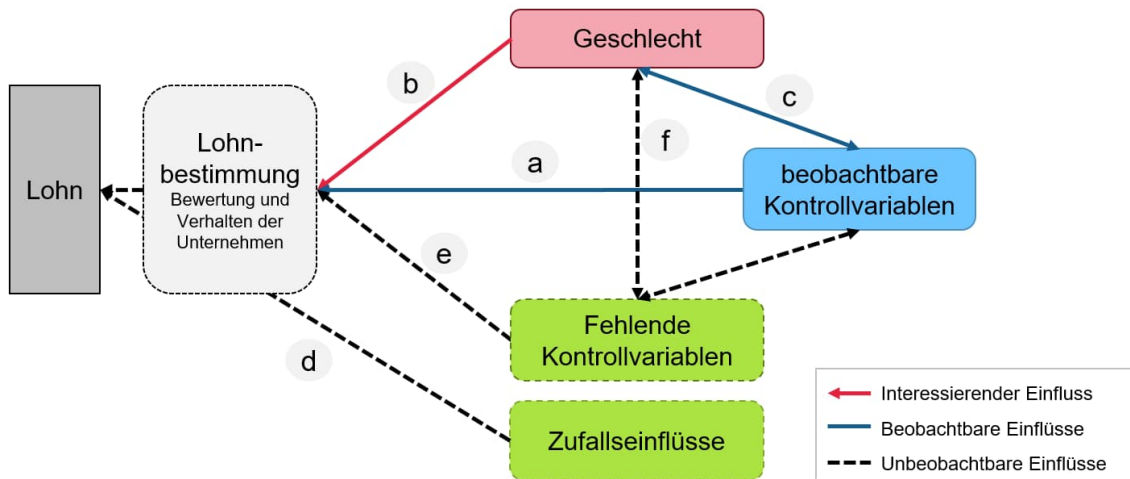 Geschlecht
b
c
f
a
Lohn
Lohn-
bestimmung
Bewertung und
Verhalten der
Unternehmen
beobachtbare
Kontrollvariablen
e
Fehlende
Kontrollvariablen
d
Zufallseinflüsse
Interessierender Einfluss
Beobachtbare Einflüsse
Unbeobachtbare Einflüsse